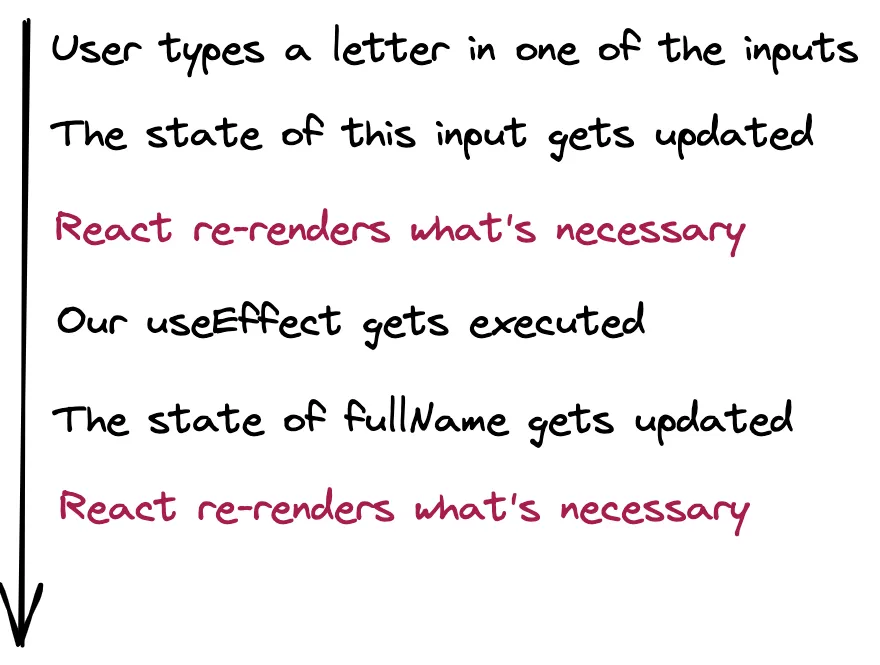 User types a letter in one of the inputs
The state of this input gets updated
React re-renders what's necessary
Our useEffect gets executed
The state of fullName gets updated
React re-renders what's necessary